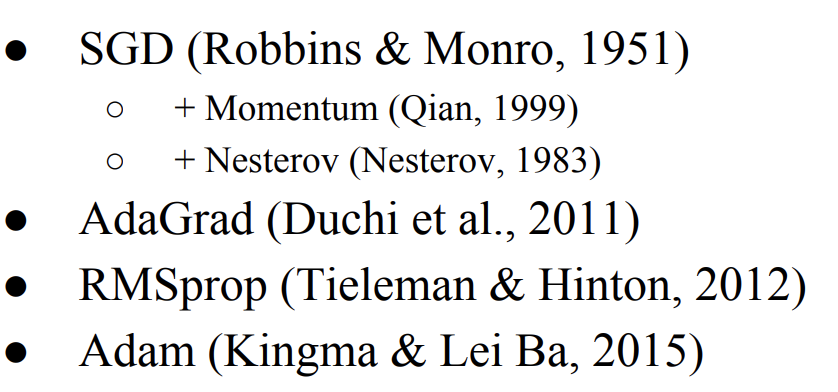 ● SGD (Robbins & Monro, 1951)
○ + Momentum (Qian, 1999)
○ + Nesterov (Nesterov, 1983)
● AdaGrad (Duchi et al., 2011)
● RMSprop (Tieleman & Hinton, 2012)
● Adam (Kingma & Lei Ba, 2015)